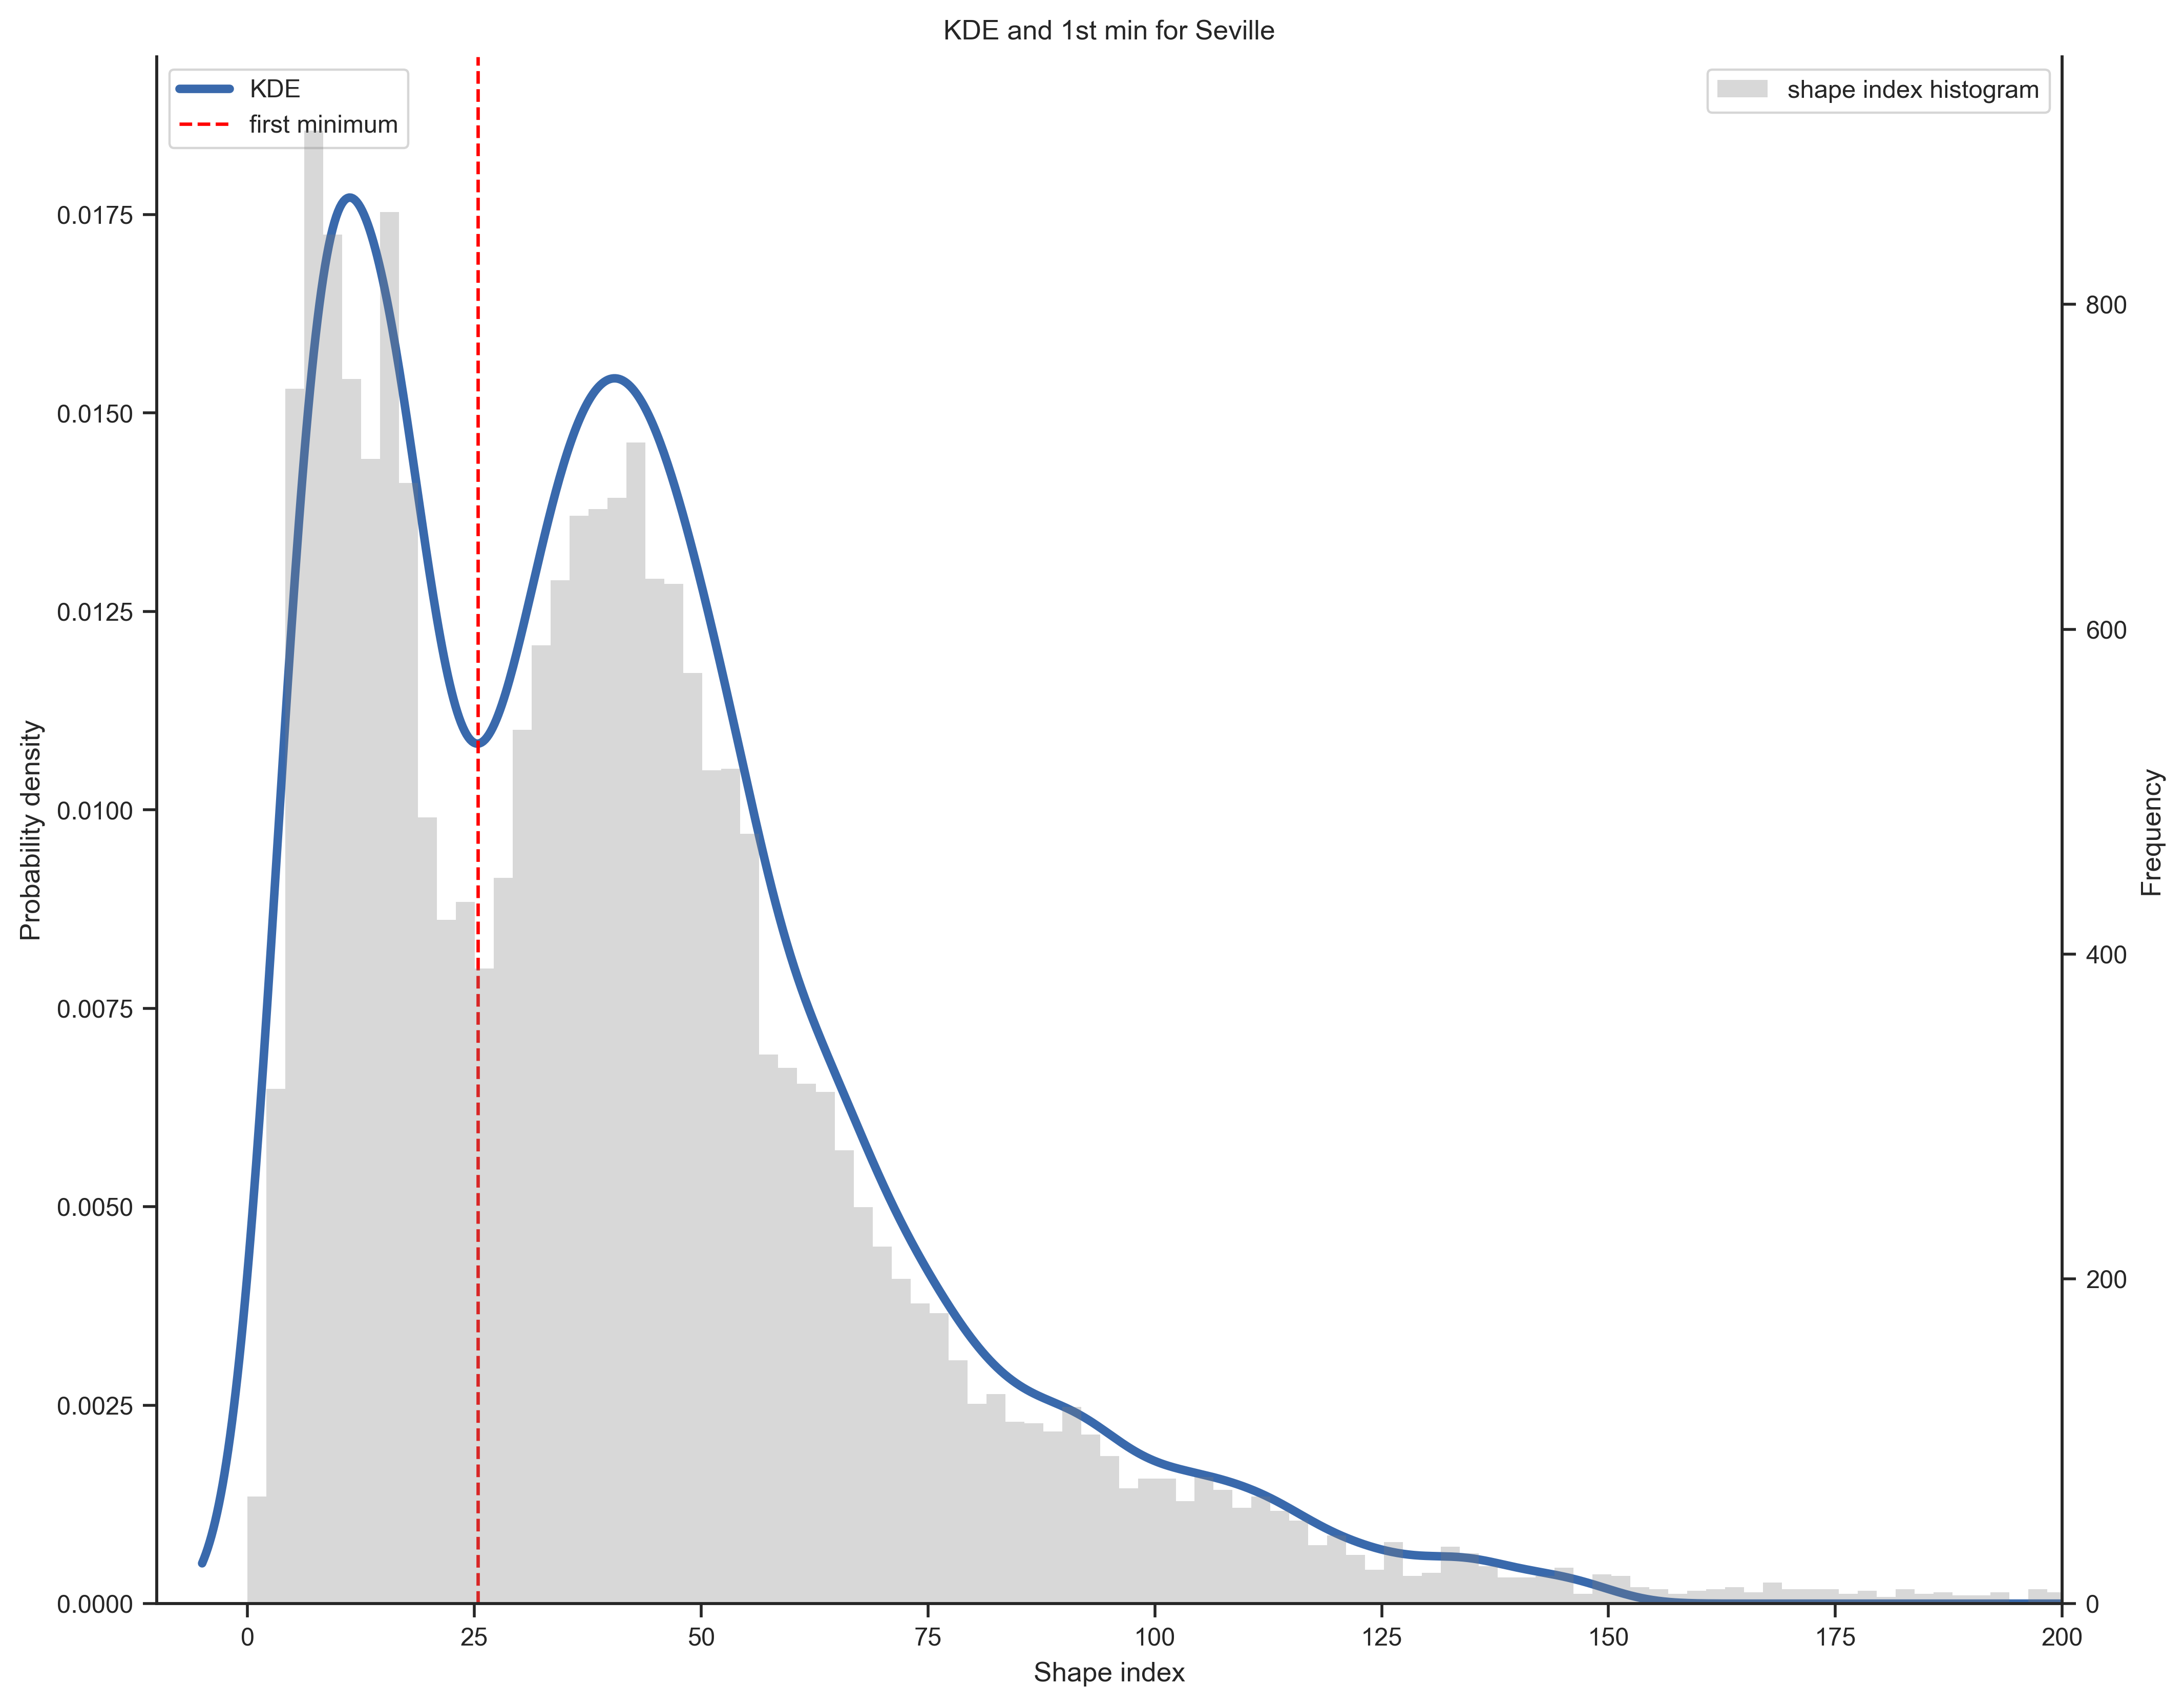 KDE and 1st min for Seville
KDE
first minimum
shape index histogram
Probability density
0.0175
0.0150
0.0125
0.0100
0.0075
0.0050
0.0025
0.0000
800
600
400
200
0
Frequency
0 25 50 75 100 125 150 175 200
Shape index